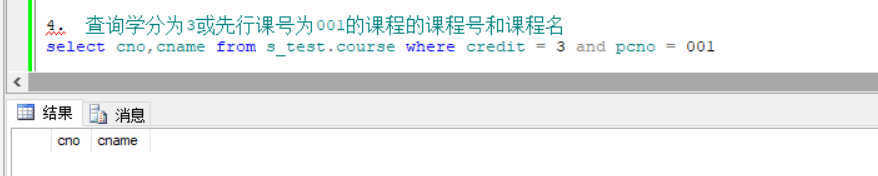 4. 查询学分为3或先行课号为001的课程的课程号和课程名
select cno,cname from s_test.course where credit = 3 and pcno = 001
结果 消息
cno cname